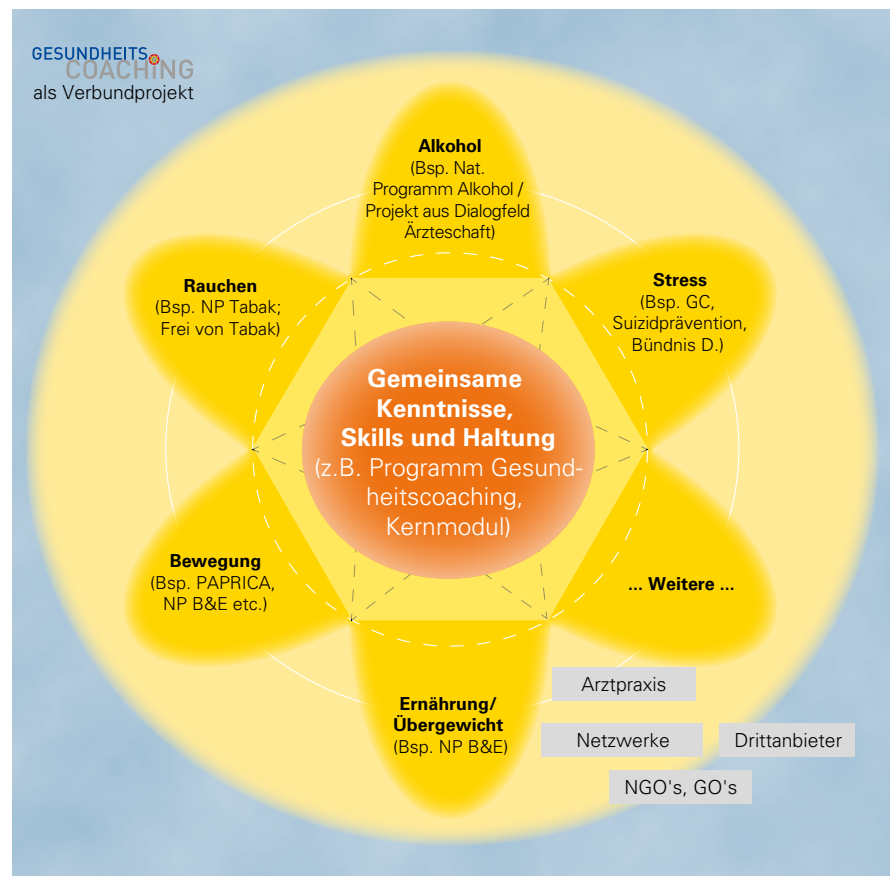 GESUNDHEITS
COACHING
als Verbundprojekt
Alkohol
(Bsp. Nat.
Programm Alkohol /
Projekt aus Dialogfeld
Ärzteschaft)
Rauchen
(Bsp. NP Tabak;
Frei von Tabak)
Stress
(Bsp. GC,
Suizidprävention,
Bündnis D.)
Gemeinsame
Kenntnisse,
Skills und Haltung
(z.B. Programm Gesund-
heitscoaching,
Kernmodul)
Bewegung
(Bsp. PAPRICA,
NP B&E etc.)
... Weitere ...
Ernährung/
Übergewicht
(Bsp. NP B&E)
Arztpraxis
Netzwerke
Drittanbieter
NGO's, GO's